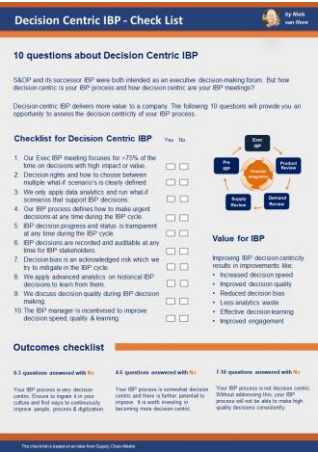 Decision Centric IBP - Check List
by Niels
van Hove
10 questions about Decision Centric IBP
S&OP and its successor IBP were both intended as an executive decision-making forum. But how
decision centric is your IBP process and how decision centric are your IBP meetings?
Decision centric IBP delivers more value to a company. The following 10 questions will provide you an
opportunity to assess the decision centricity of your IBP process.
Checklist for Decision Centric IBP
Yes No
1. Our Exec IBP meeting focuses for >75% of the
time on decisions with high impact or value.
2. Decision rights and how to choose between
multiple what-if scenario's is clearly defined.
3. We only apply data analytics and run what-if
scenarios that support IBP decisions.
4. Our IBP process defines how to make urgent
decisions at any time during the IBP cycle.
5. IBP decision progress and status is transparent
at any time during the IBP cycle.
6. IBP decisions are recorded and auditable at any
time for IBP stakeholders.
7. Decision bias is an acknowledged risk which we
try to mitigate in the IBP cycle.
8. We apply advanced analytics on historical IBP
decisions to learn from them.
9. We discuss decision quality during IBP decision
making.
10. The IBP manager is incentivised to improve
decision speed, quality & learning.
Exec
IBP
Pre
IBP
Product
Review
Financial
Integration
Supply
Review
Demand
Review
Value for IBP
Improving IBP decision centricity
results in improvements like:
• Increased decision speed
• Improved decision quality
• Reduced decision bias
• Less analytics waste
• Effective decision learning
• Improved engagement
Outcomes checklist
0-3 questions answered with No
Your IBP process is very decision
centric. Ensure to ingrain it in your
culture and find ways to continuously
improve people, process & digitization
4-6 questions answered with No
Your IBP process is somewhat decision
centric and there is further potential to
improve. It is worth investing in
becoming more decision centric.
7-10 questions answered with No
Your IBP process is not decision centric.
Without addressing this, your IBP
process will not be able to make high
quality decisions consistently.
The checklist is based on an idea from Supply Chain Media